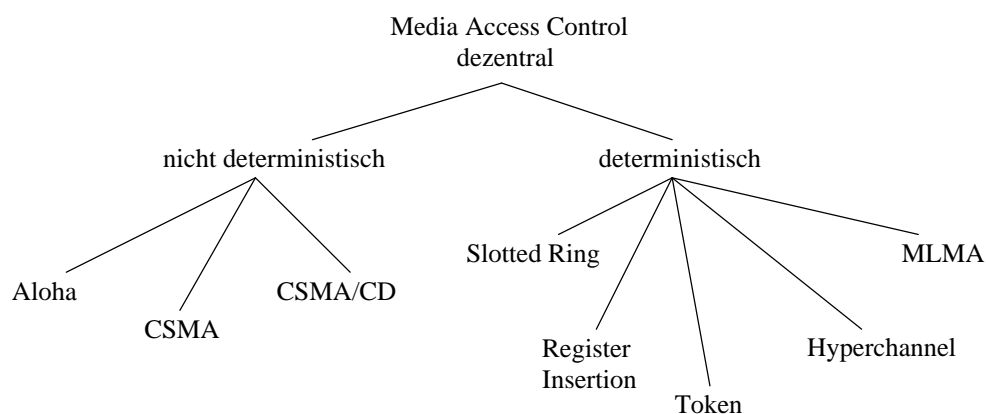 Media Access Control
dezentral
nicht deterministisch
deterministisch
Slotted Ring
MLMA
Aloha
CSMA/CD
CSMA
Register
Insertion
Hyperchannel
Token